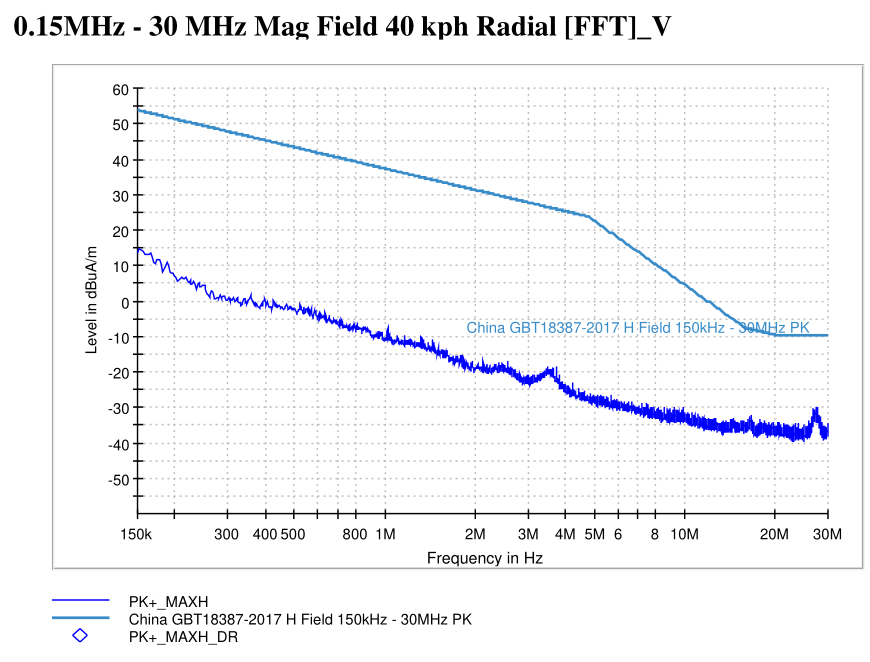 0.15MHz - 30 MHz Mag Field 40 kph Radial [FFT]_V
60
50
40
30
20
10
0
-10
-20
-30
-40
-50
Level in dBuA/m
China GBT18387-2017 H Field 150kHz - 30MHz PK
150k 300 400 500 800 1M 2M 3M 4M 5M 6 8 10M 20M 30M
Frequency in Hz
PK+_MAXH
China GBT18387-2017 H Field 150kHz - 30MHz PK
PK+_MAXH_DR